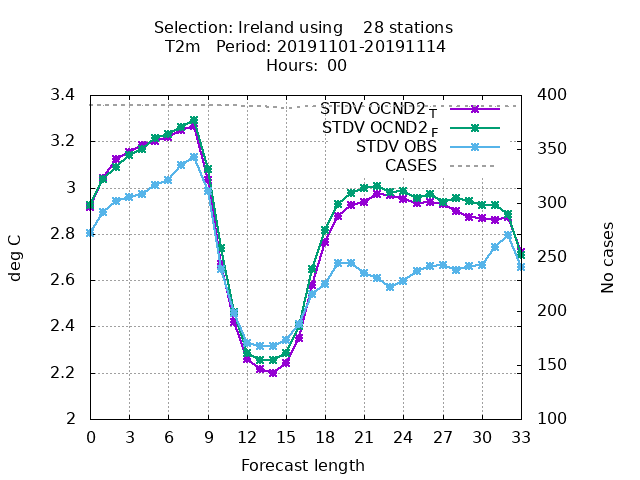 Selection: Ireland using    28 stations
T2m   Period: 20191101-20191114
Hours:  00
3.4
3.2
3
2.8
2.6
2.4
2.2
2
400
350
300
250
200
150
100
deg C
No cases
STDV OCND2 T
STDV OCND2 F
STDV OBS
CASES
0 3 6 9 12 15 18 21 24 27 30 33
Forecast length